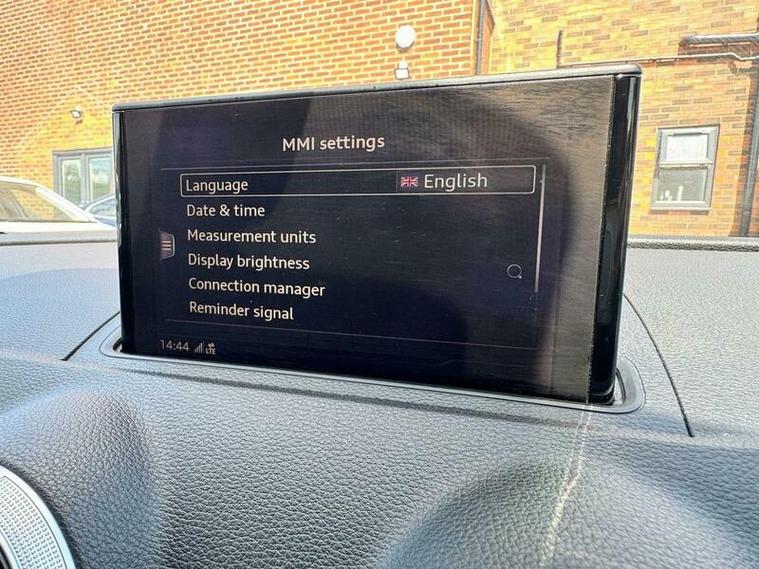 MMI settings
Language English
Date & time
Measurement units
Display brightness
Connection manager
Reminder signal
14:44 LTE